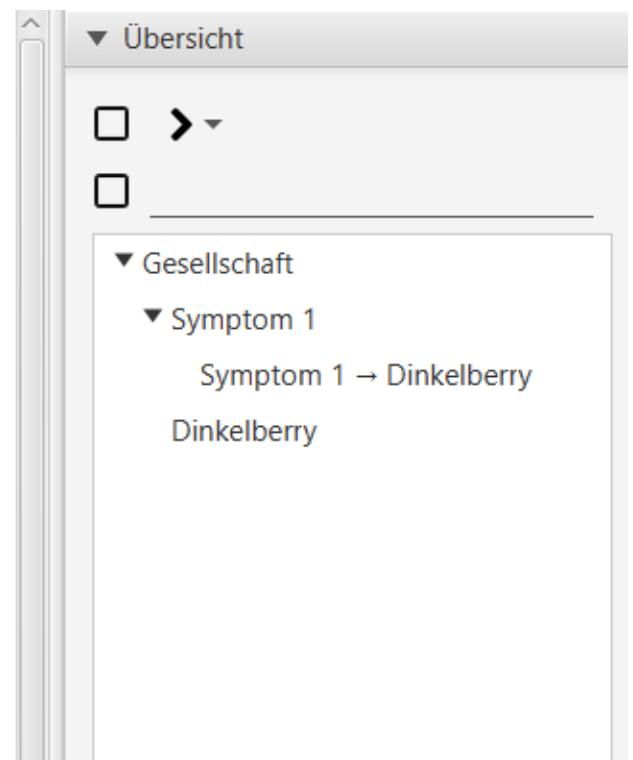 Übersicht
Gesellschaft
Symptom 1
Symptom 1 → Dinkelberry
Dinkelberry